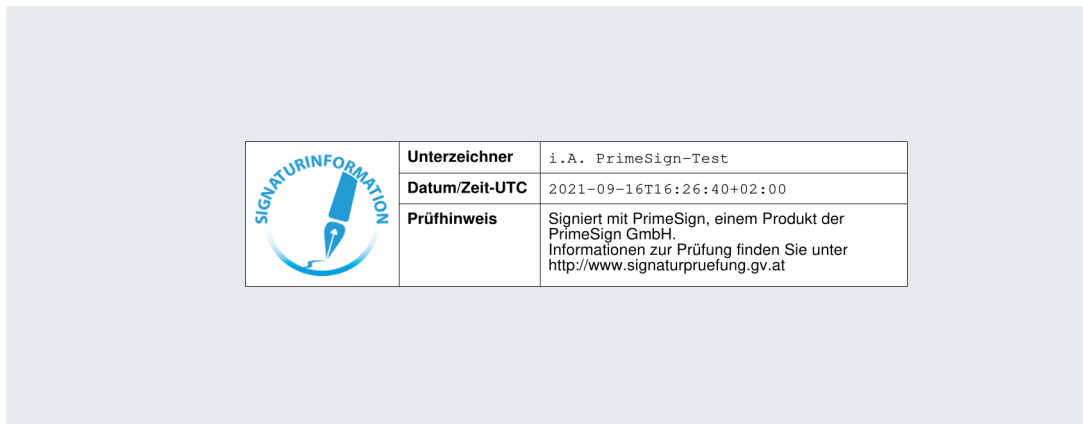 SIGNATURINFORMATION
Unterzeichner
i.A. PrimeSign-Test
Datum/Zeit-UTC
2021-09-16T16:26:40+02:00
Prüfhinweis
Signiert mit PrimeSign, einem Produkt der
PrimeSign GmbH.
Informationen zur Prüfung finden Sie unter
http://www.signaturpruefung.gv.at